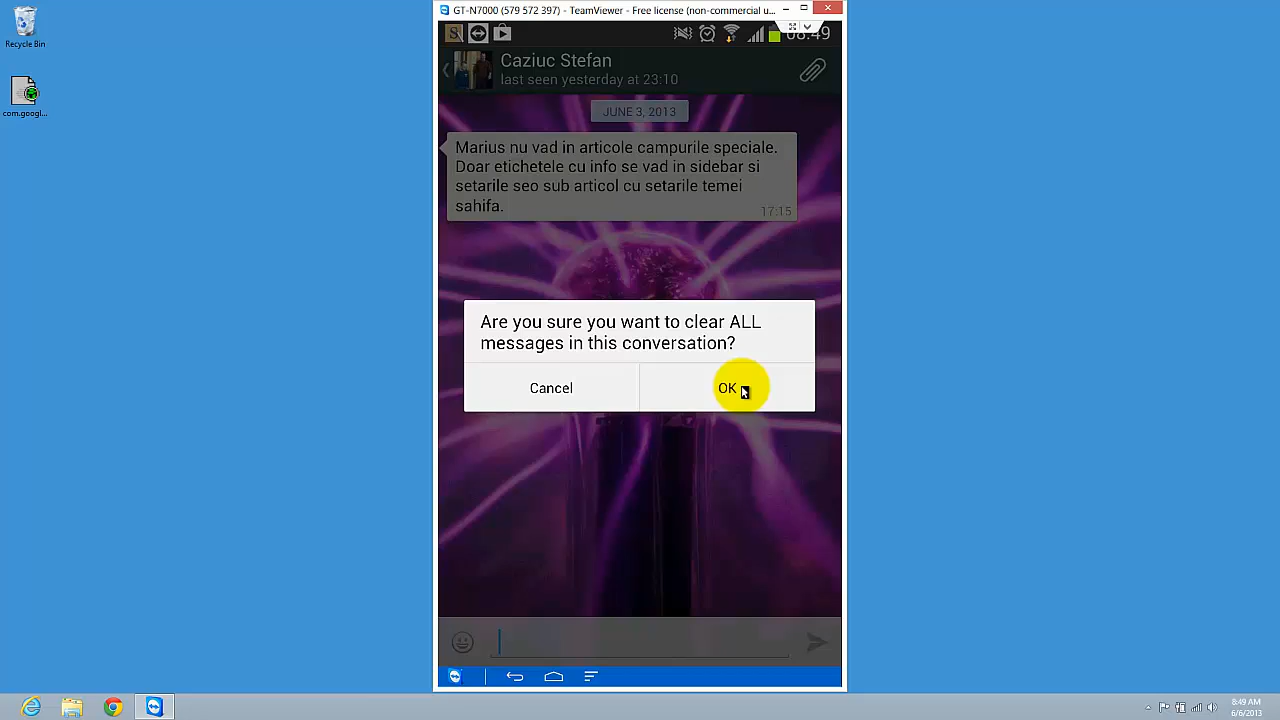 GT-N7000 (579 572 397) - TeamViewer - Free license (non-commercial u...
Recycle Bin
com.googl...
08:49
Caziuc Stefan
last seen yesterday at 23:10
JUNE 3, 2013
Marius nu vad in articole campurile speciale.
Doar etichetele cu info se vad in sidebar si
setarile seo sub articol cu setarile temei
sahifa.
17:15
Are you sure you want to clear ALL
messages in this conversation?
Cancel
OK
8:49 AM
6/6/2013